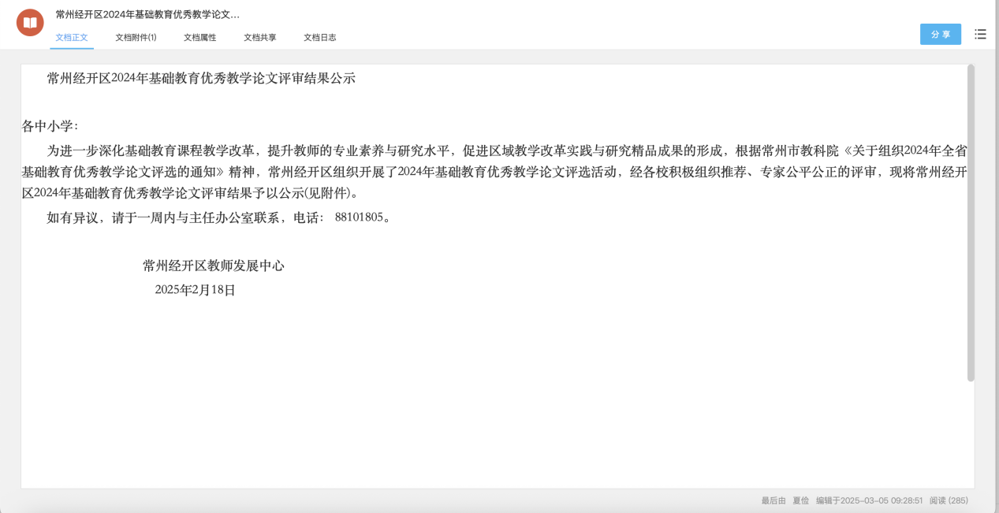 常州经开区2024年基础教育优秀教学论文...
文档正文 文档附件(1) 文档属性 文档共享 文档日志
分享
常州经开区2024年基础教育优秀教学论文评审结果公示
各中小学：
为进一步深化基础教育课程教学改革，提升教师的专业素养与研究水平，促进区域教学改革实践与研究精品成果的形成，根据常州市教科院《关于组织2024年全省
基础教育优秀教学论文评选的通知》精神，常州经开区组织开展了2024年基础教育优秀教学论文评选活动，经各校积极组织推荐、专家公平公正的评审，现将常州经开
区2024年基础教育优秀教学论文评审结果予以公示(见附件)。
如有异议，请于一周内与主任办公室联系，电话： 88101805。
常州经开区教师发展中心
2025年2月18日
最后由 夏俭 编辑于2025-03-05 09:28:51 阅读 (285)